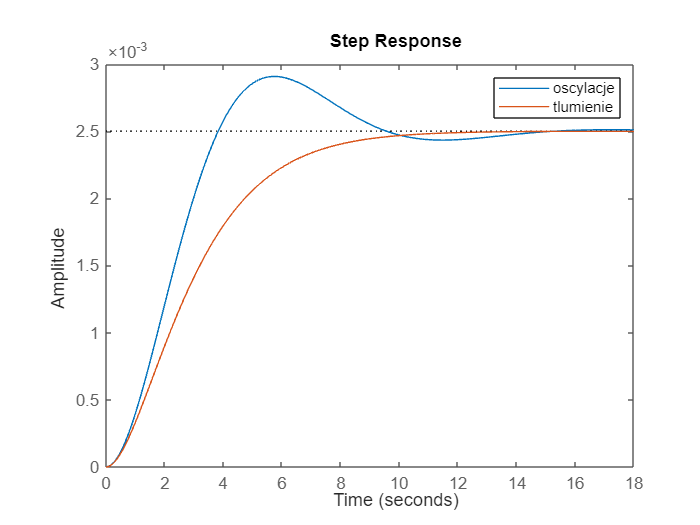 Step Response
×10-3
3
2.5
2
1.5
1
0.5
0
Amplitude
oscylacje
tlumienie
0 2 4 6 8 10 12 14 16 18
Time (seconds)